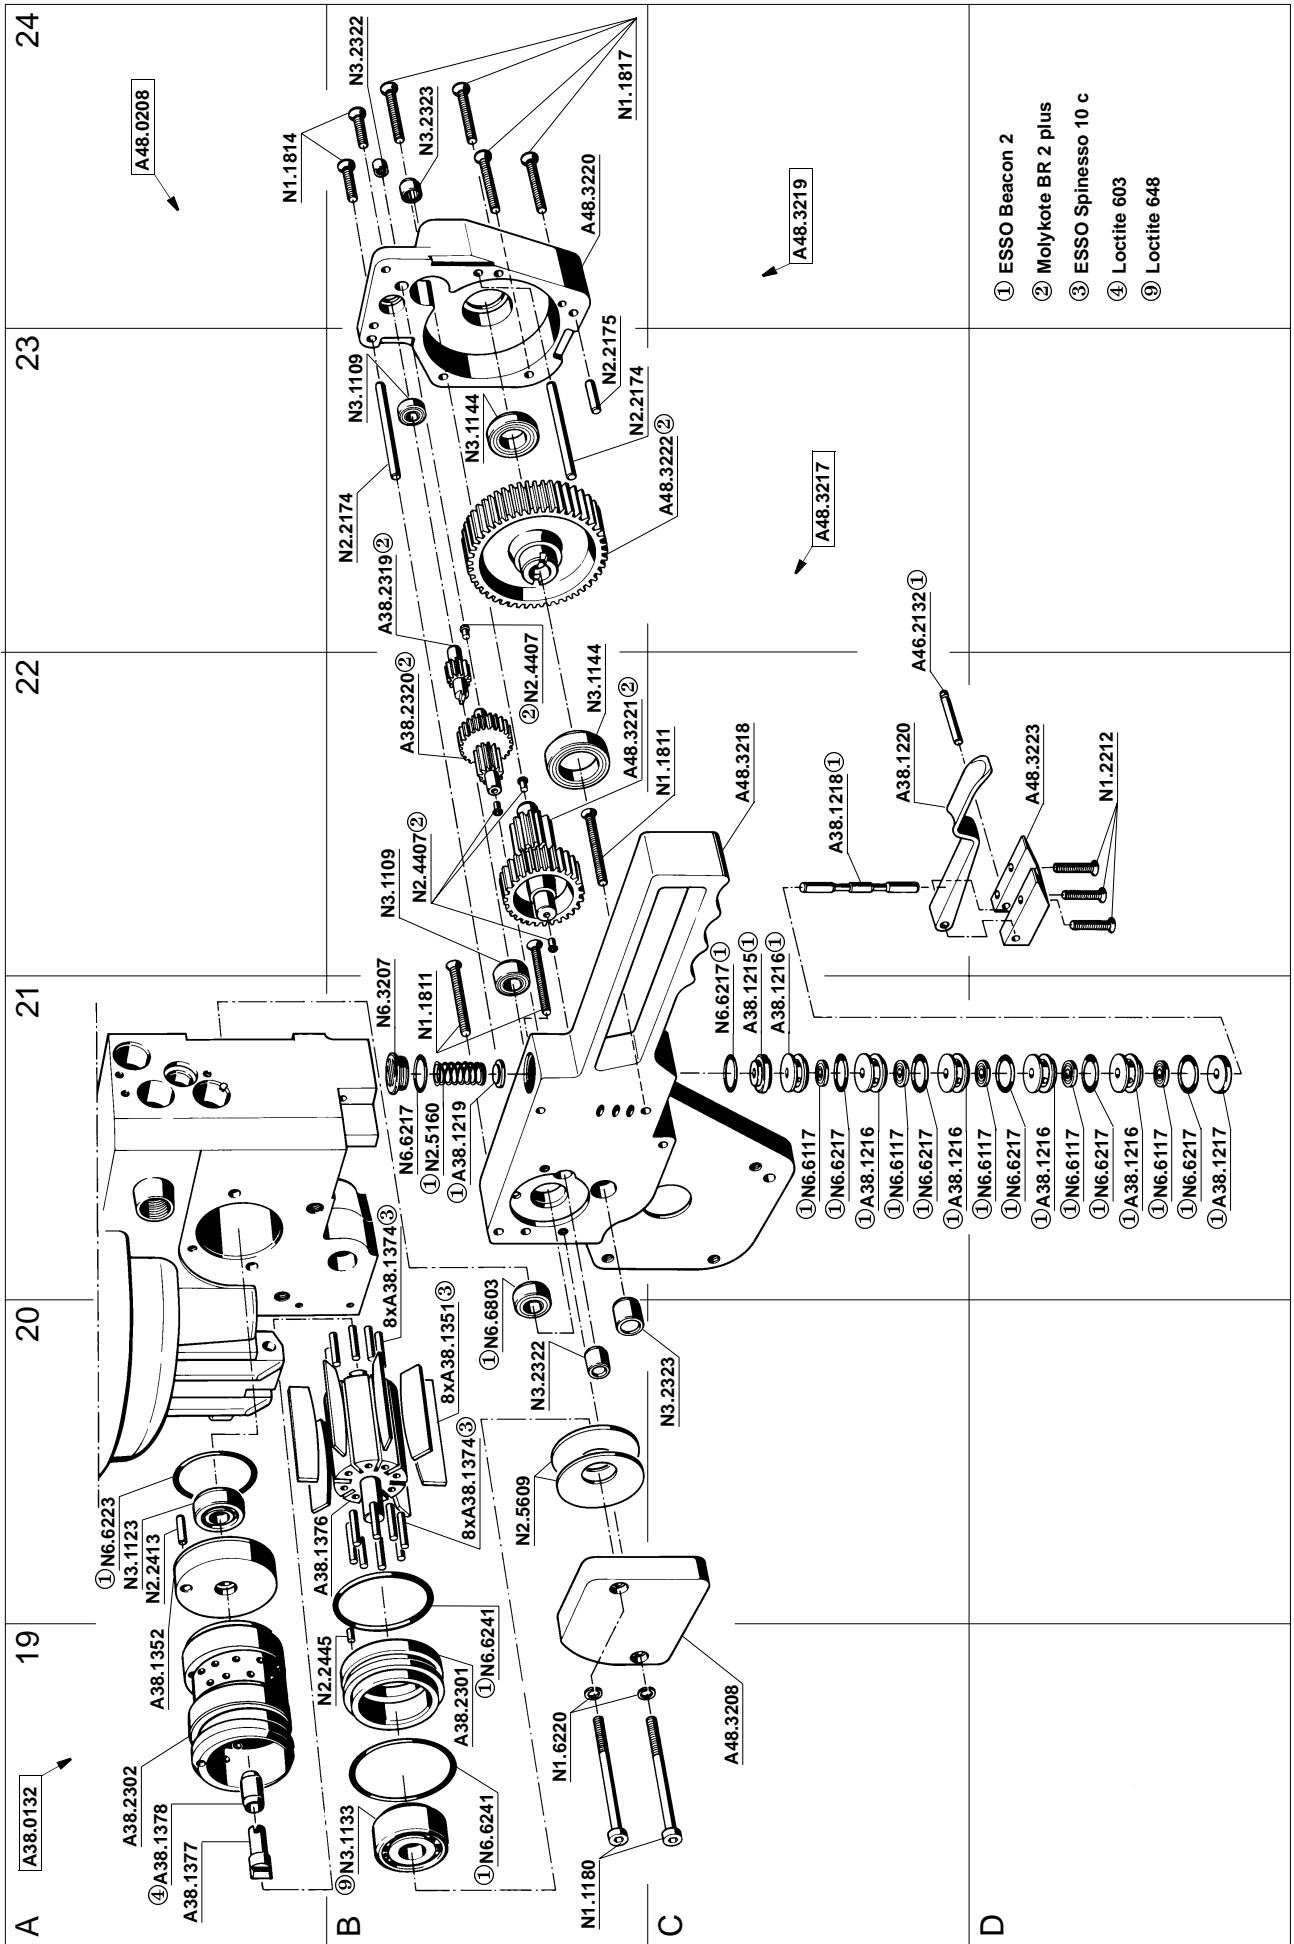 A
B
C
D
19
20
21
22
23
24
A38.0132
A38.2302
④A38.1378
A38.1377
A38.1352
①N6.6223
N3.1123
N2.2413
⑨N3.1133
①N6.6241
N2.2445
A38.2301
①N6.6241
A38.1376
8xA38.1374③
8xA38.1351③
8xA38.1374③
N1.1180
N1.6220
A48.3208
N2.5609
N3.2322
N3.2323
①N6.6803
N6.3207
N6.6217
①N2.5160
①A38.1219
N1.1811
N3.1109
N2.4407②
A38.2320②
A38.2319②
②N2.4407
N3.1144
A48.3221②
N1.1811
A48.3218
N2.2174
N3.1109
N3.1144
N2.2175
N2.2174
A48.3222②
A48.0208
N1.1814
N3.2322
N3.2323
N1.1817
A48.3220
A48.3219
A48.3217
N6.6217①
A38.1215①
A38.1216①
①N6.6117
①N6.6217
①A38.1216
①N6.6117
①N6.6217
①A38.1216
①N6.6117
①N6.6217
①A38.1216
①N6.6117
①N6.6217
①A38.1216
①N6.6117
①N6.6217
①A38.1217
A38.1218①
A38.1220
A46.2132①
A48.3223
N1.2212
① ESSO Beacon 2
② Molykote BR 2 plus
③ ESSO Spinesso 10 c
④ Loctite 603
⑨ Loctite 648